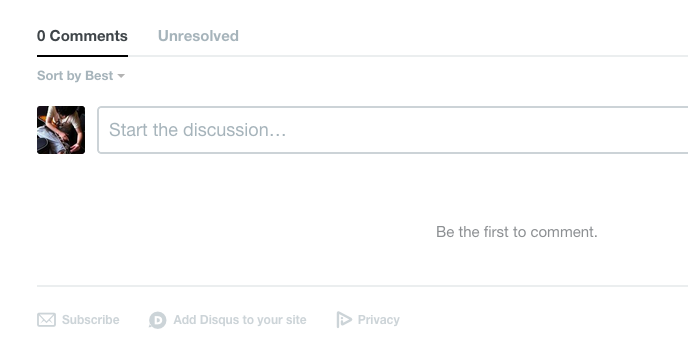 0 Comments Unresolved
Sort by Best
Start the discussion...
Be the first to comment.
Subscribe Add Disqus to your site Privacy